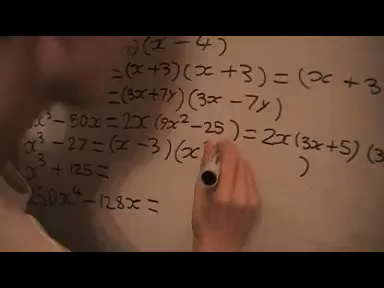 )(x - 4)
=(x+3)(x+3)=(x+3
=(3x+7y)(3x-7y)
x³-50x=2x(9x²-25)=2x(3x+5)(3
x³-27=(x-3)(x )
x³+125=
250x⁴-128x=